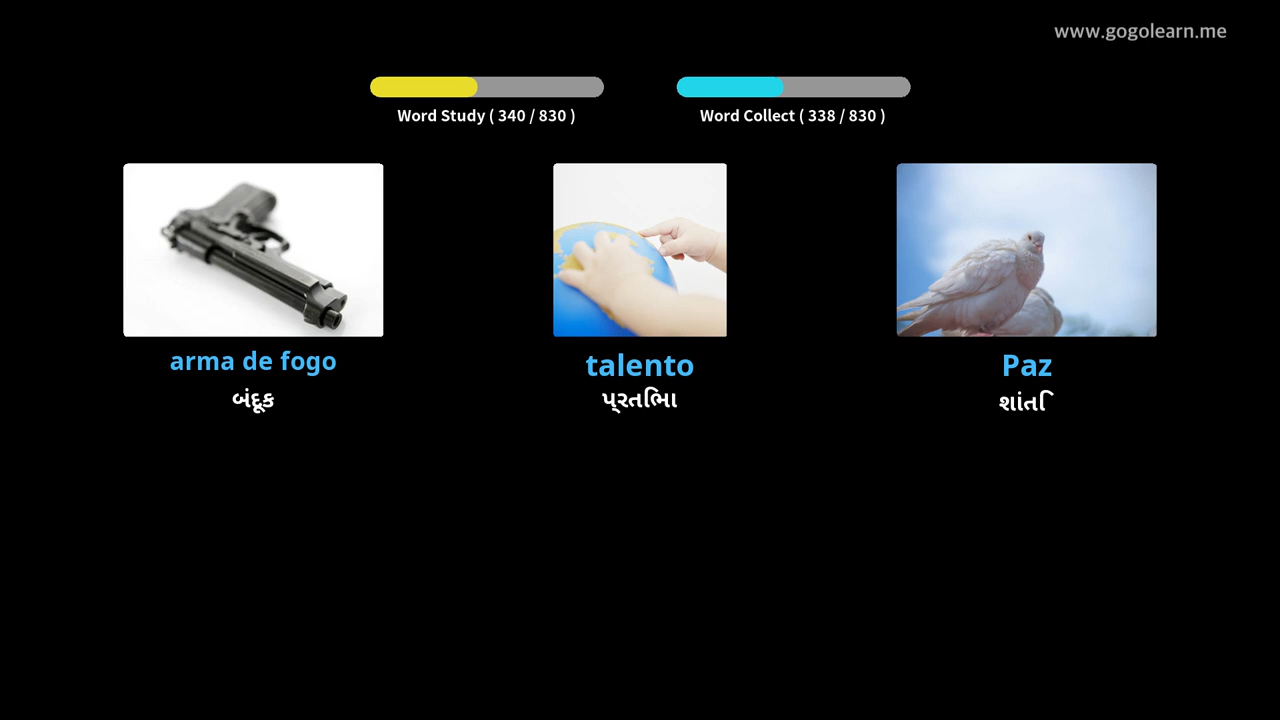 www.gogolearn.me
Word Study ( 340 / 830 )
Word Collect ( 338 / 830 )
arma de fogo
talento
Paz
બંદૂક
પ્રતિભા
શાંતિ